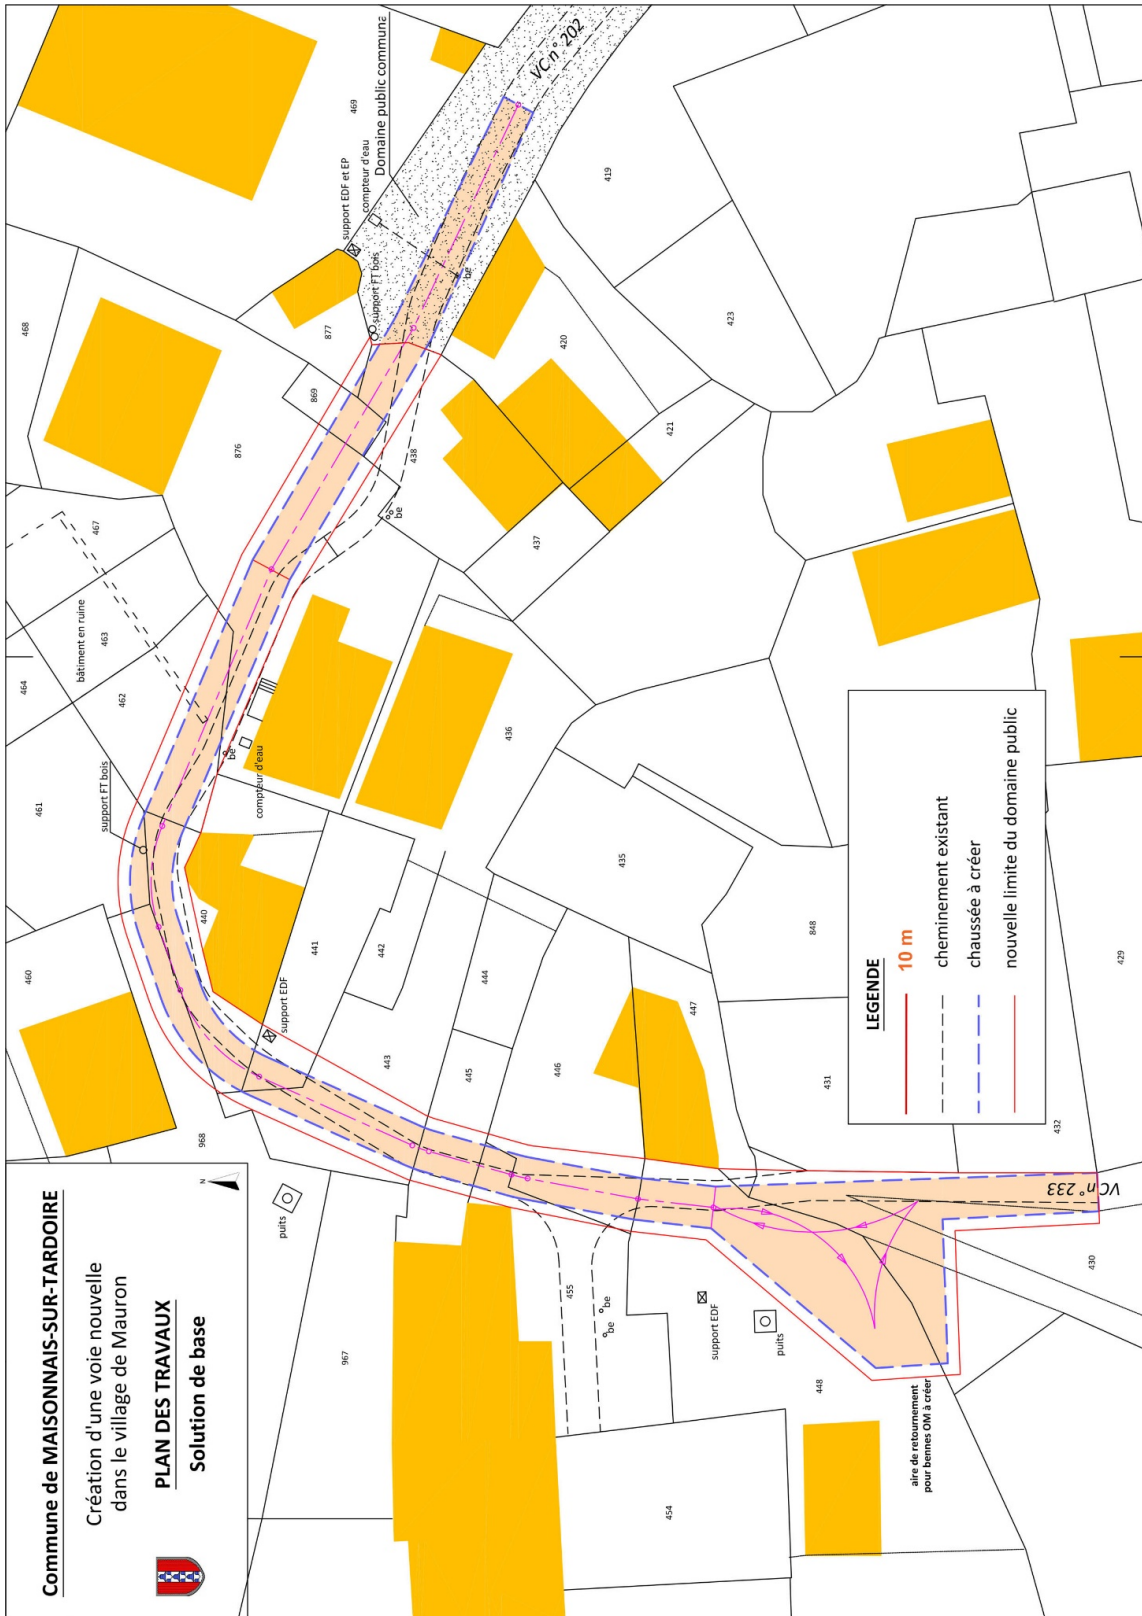 Commune de MAISONNAIS-SUR-TARDOIRE
Création d'une voie nouvelle
dans le village de Mauron
PLAN DES TRAVAUX
Solution de base
N
LEGENDE
10 m
cheminement existant
chaussée à créer
nouvelle limite du domaine public
VC n° 202
Domaine public communa
compteur d'eau
support EDF et EP
support FT bois
469
468
877
869
876
438
be
be
419
420
421
423
437
467
463
464
462
461
bâtiment en ruine
support FT bois
be
compteur d'eau
436
435
460
440
441
442
443
444
445
446
447
support EDF
968
puits
967
455
be
be
support EDF
puits
448
454
aire de retournement
pour bennes OM à créer
VC n° 233
430
431
432
429
848